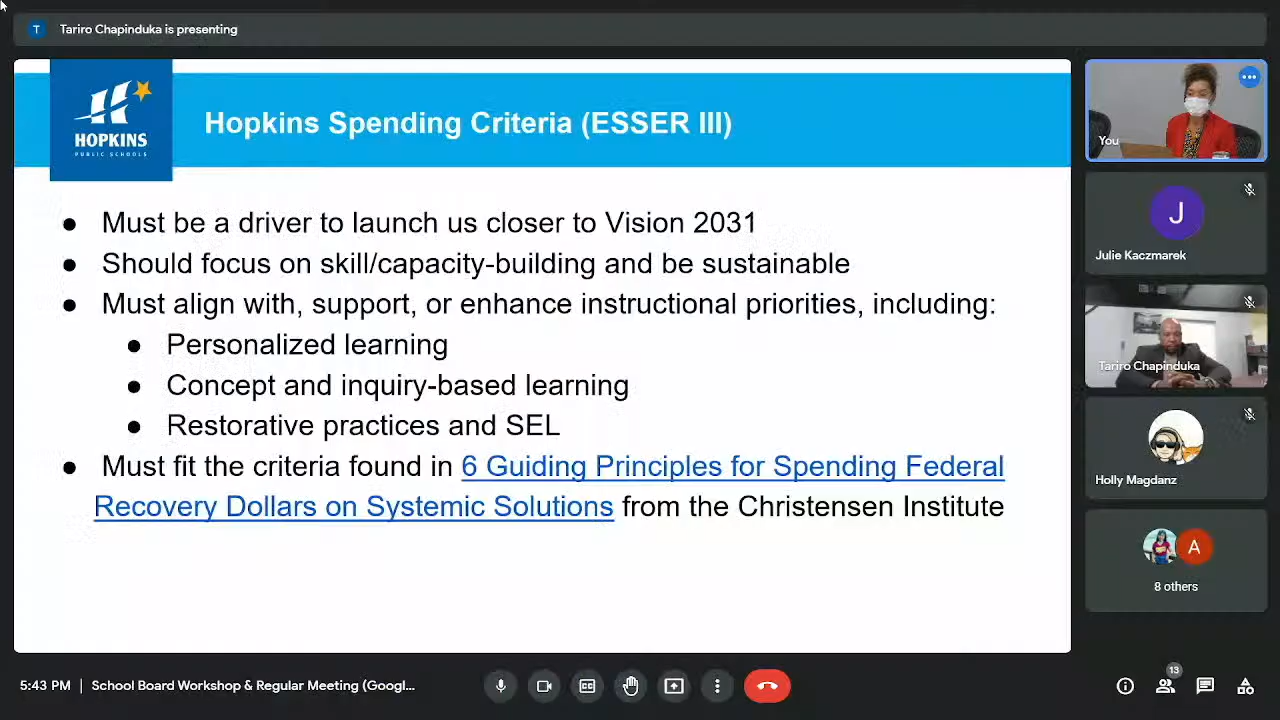 T
Tariro Chapinduka is presenting
HOPKINS
PUBLIC SCHOOLS
Hopkins Spending Criteria (ESSER III)
● Must be a driver to launch us closer to Vision 2031
● Should focus on skill/capacity-building and be sustainable
● Must align with, support, or enhance instructional priorities, including:
● Personalized learning
● Concept and inquiry-based learning
● Restorative practices and SEL
● Must fit the criteria found in 6 Guiding Principles for Spending Federal
Recovery Dollars on Systemic Solutions from the Christensen Institute
You
J
Julie Kaczmarek
Tariro Chapinduka
Holly Magdanz
A
8 others
5:43 PM | School Board Workshop & Regular Meeting (Googl...
13